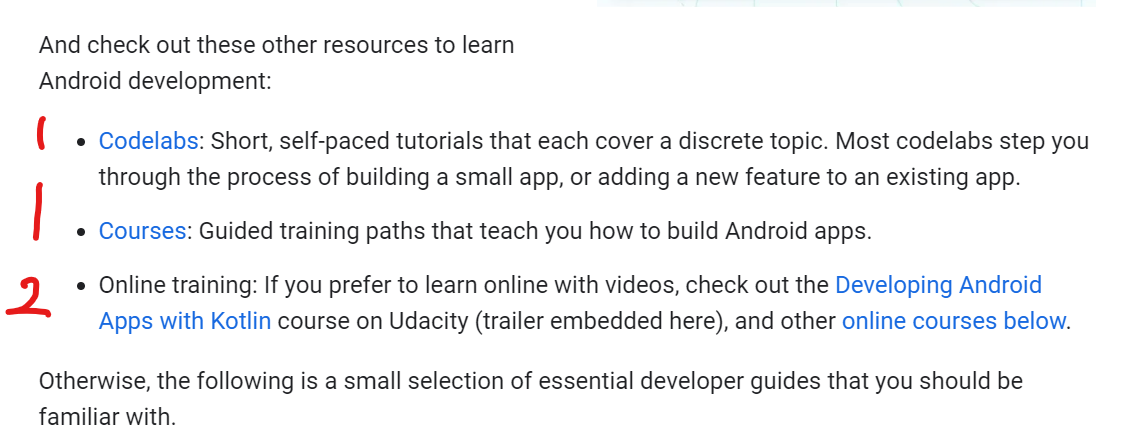 And check out these other resources to learn
Android development:
1 • Codelabs: Short, self-paced tutorials that each cover a discrete topic. Most codelabs step you
through the process of building a small app, or adding a new feature to an existing app.
1 • Courses: Guided training paths that teach you how to build Android apps.
2 • Online training: If you prefer to learn online with videos, check out the Developing Android
Apps with Kotlin course on Udacity (trailer embedded here), and other online courses below.
Otherwise, the following is a small selection of essential developer guides that you should be
familiar with.